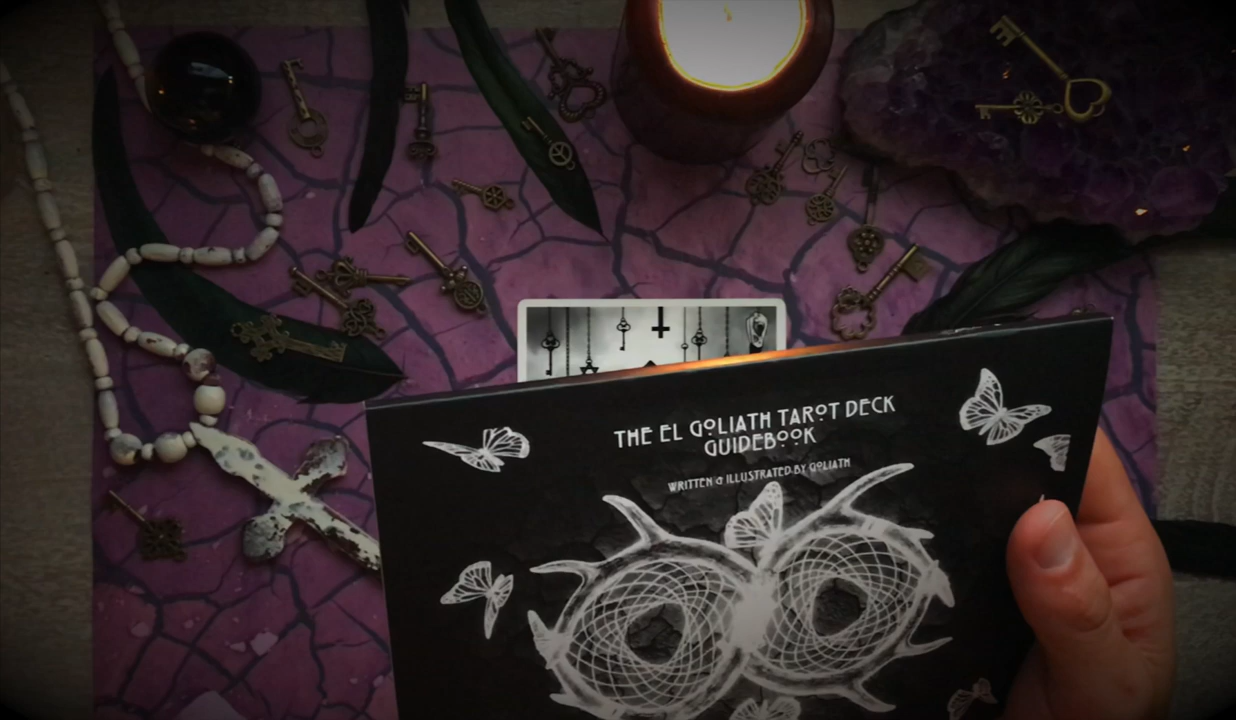 THE EL GOLIATH TAROT DECK
GUIDEBOOK
WRITTEN & ILLUSTRATED BY GOLIATH